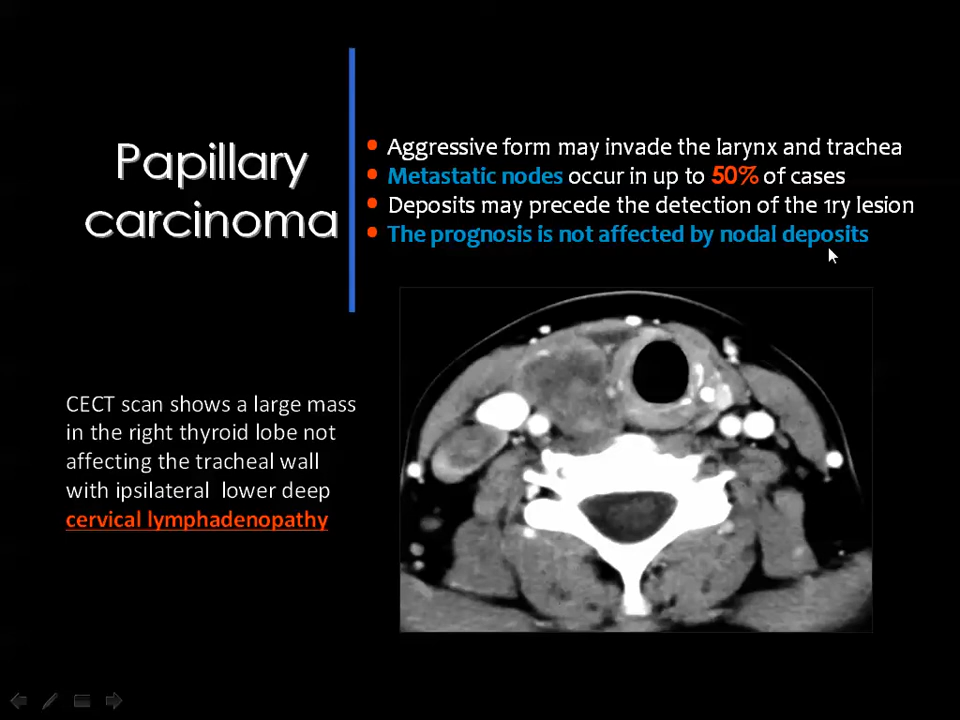 Papillary
carcinoma
• Aggressive form may invade the larynx and trachea
• Metastatic nodes occur in up to 50% of cases
• Deposits may precede the detection of the 1ry lesion
• The prognosis is not affected by nodal deposits
CECT scan shows a large mass
in the right thyroid lobe not
affecting the tracheal wall
with ipsilateral lower deep
cervical lymphadenopathy